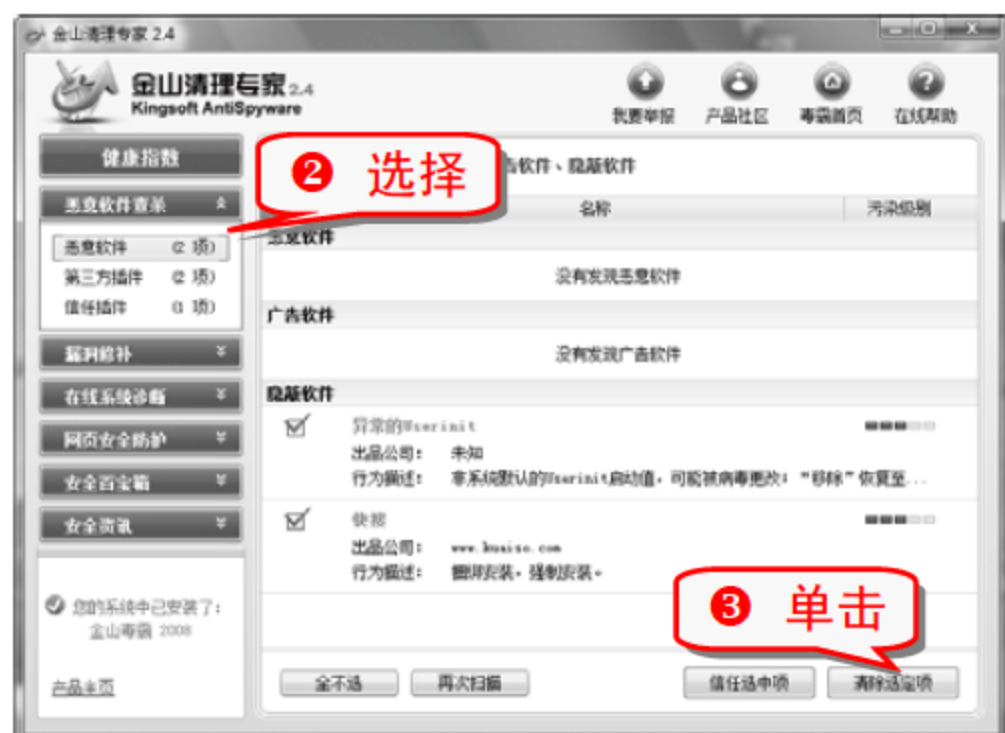 金山清理专家 2.4
金山清理专家 2.4
Kingsoft AntiSpyware
我要举报 产品社区 毒霸首页 在线帮助
健康指数
❷ 选择
告软件、隐蔽软件
恶意软件查杀
名称 污染级别
恶意软件 (2 项)
第三方插件 (2 项)
信任插件 (1 项)
漏洞修补
在线系统诊断
网页安全防护
安全百宝箱
安全资讯
您的系统中已安装了:
金山毒霸 2008
产品主页
恶意软件
没有发现恶意软件
广告软件
没有发现广告软件
隐蔽软件
异常的Userinit
出品公司: 未知
行为描述: 非系统默认的Userinit启动值,可能被病毒更改;“移除”恢复至...
快搜
出品公司: www.kuaiso.com
行为描述: 捆绑安装。强制安装。
❸ 单击
全不选 再次扫描 信任选中项 清除选定项